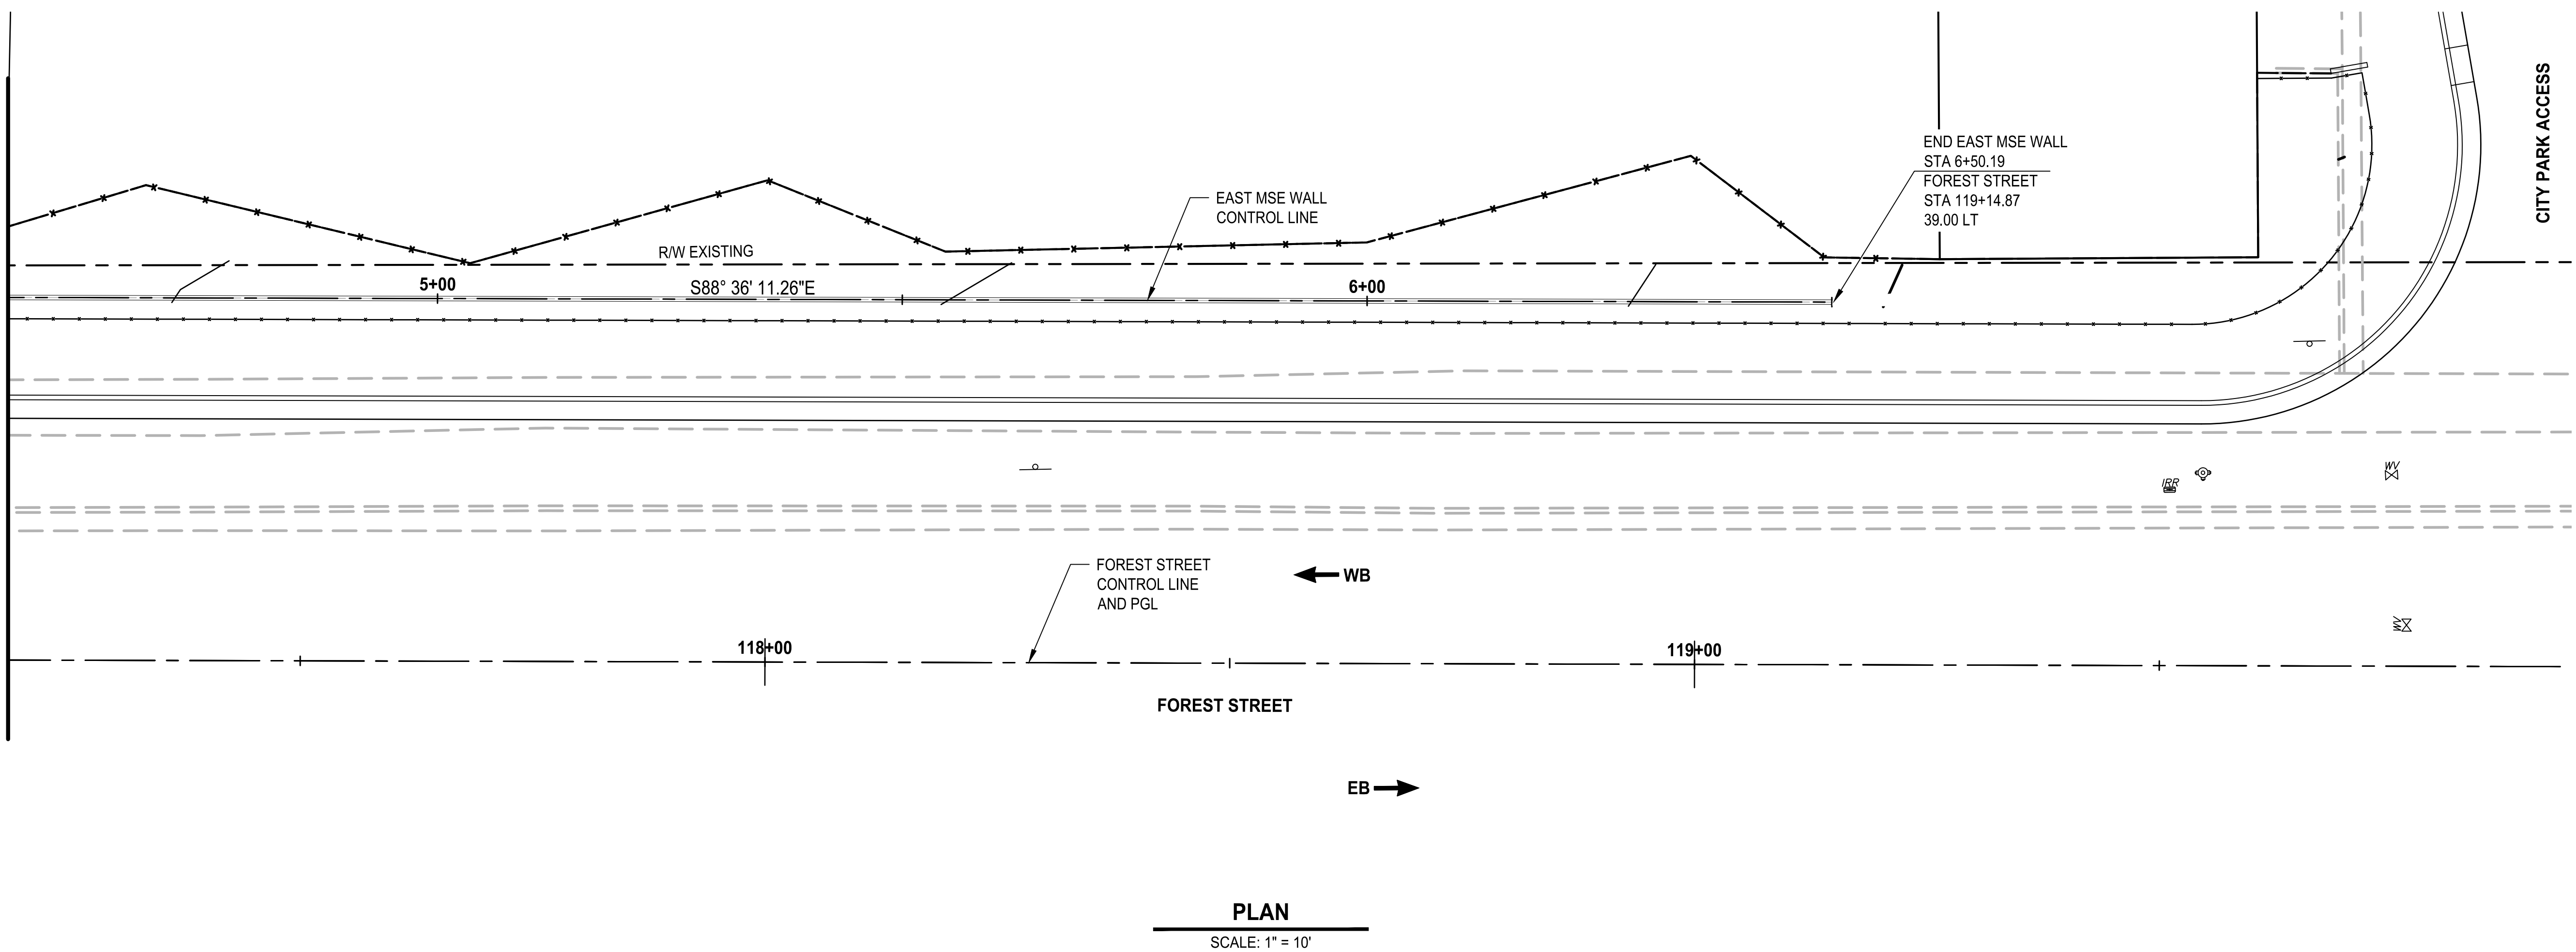 CITY PARK ACCESS
END EAST MSE WALL
STA 6+50.19
FOREST STREET
STA 119+14.87
39.00 LT
EAST MSE WALL
CONTROL LINE
R/W EXISTING
5+00
S88° 36' 11.26"E
6+00
WV
IRR
WV
FOREST STREET
CONTROL LINE
AND PGL
WB
118+00
119+00
FOREST STREET
EB
PLAN
SCALE: 1" = 10'